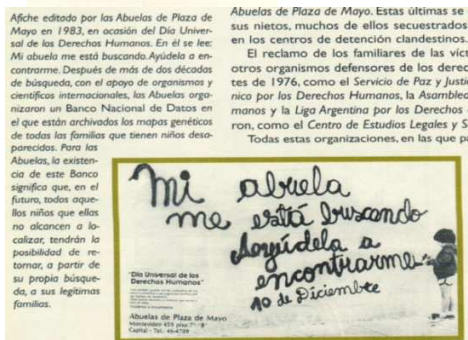 Afiche editado por las Abuelas de Plaza de
Mayo en 1983, en ocasión del Día Univer-
sal de los Derechos Humanos. En él se lee:
Mi abuela me está buscando. Ayúdela a en-
contrarme. Después de más de dos décadas
de búsqueda, con el apoyo de organismos y
científicos internacionales, las Abuelas orga-
nizaron un Banco Nacional de Datos en
el que están archivados los mapas genéticos
de todas las familias que tienen niños desa-
parecidos. Para las
Abuelas, la existen-
cia de este Banco
significa que, en el
futuro, todos aque-
llos niños que ellas
no alcancen a lo-
calizar, tendrán la
posibilidad de re-
tornar, a partir de
su propia búsque-
da, a sus legítimas
familias.
Abuelas de Plaza de Mayo. Estas últimas se
sus nietos, muchos de ellos secuestrados
en los centros de detención clandestinos.
El reclamo de los familiares de las víc
otros organismos defensores de los derec
tes de 1976, como el Servicio de Paz y Justi
nico por los Derechos Humanos, la Asamblea
manos y la Liga Argentina por los Derechos
ron, como el Centro de Estudios Legales y S
Todas estas organizaciones, en las que pa
Mi abuela
me está buscando
Ayúdela a
encontrarme
10 de Diciembre
"Día Universal de los
Derechos Humanos"
Abuelas de Plaza de Mayo
Montevideo 459 piso 7° "B"
Capital - Tel.: